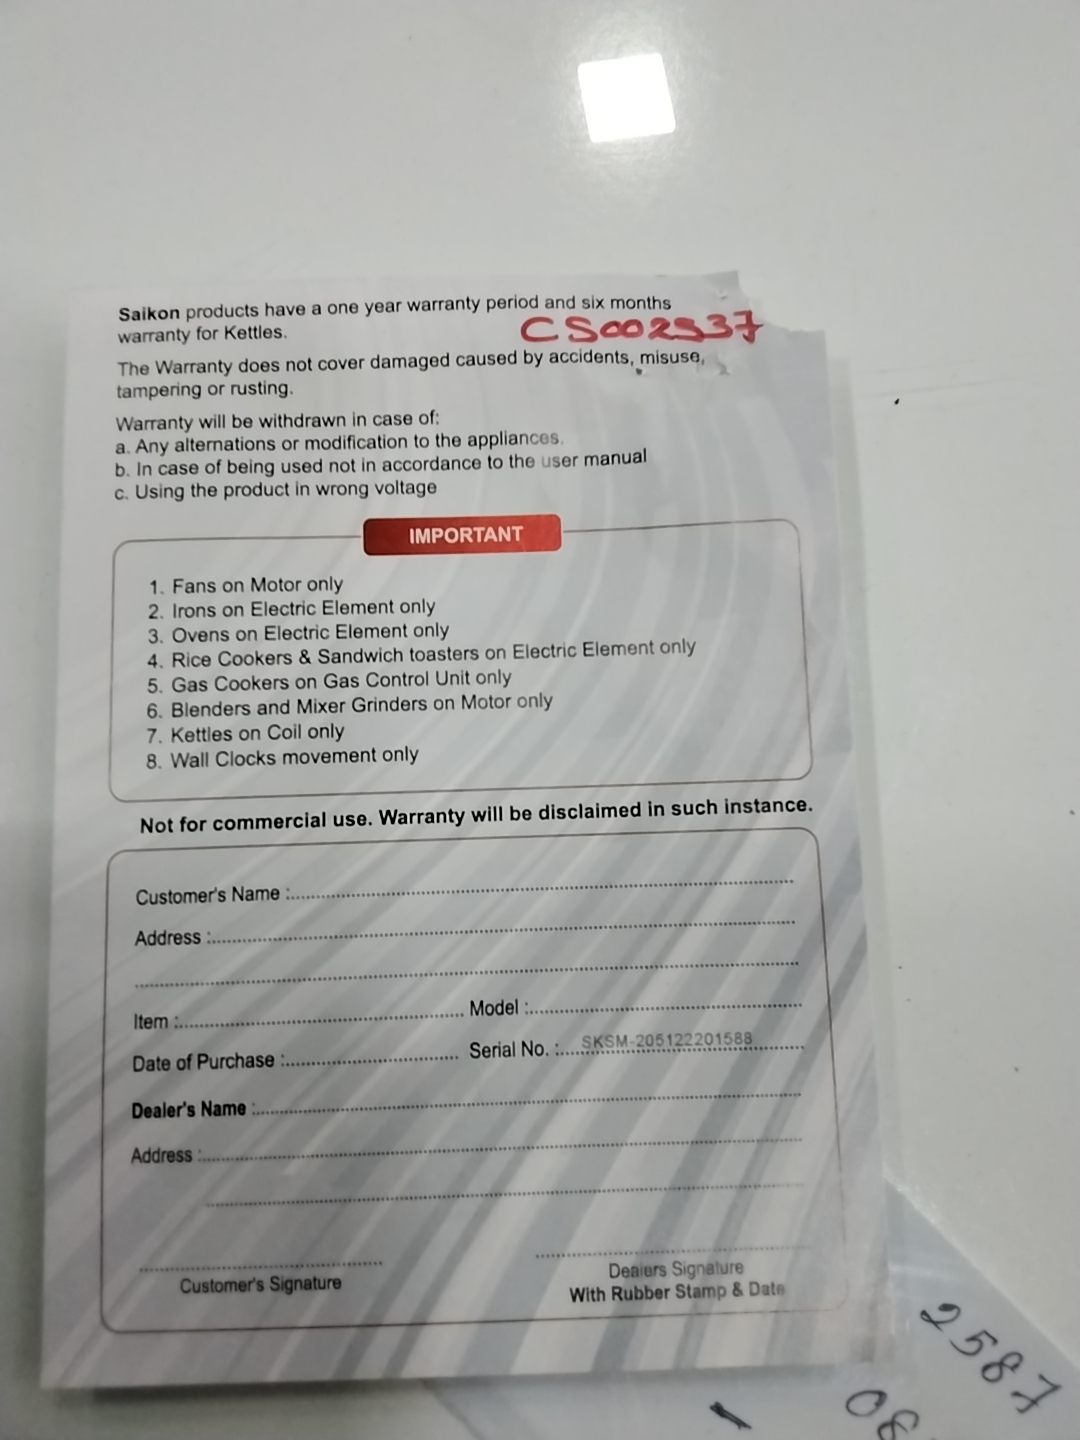 Saikon products have a one year warranty period and six months
warranty for Kettles.
CS002537
The Warranty does not cover damaged caused by accidents, misuse,
tampering or rusting.
Warranty will be withdrawn in case of:
a. Any alternations or modification to the appliances.
b. In case of being used not in accordance to the user manual
c. Using the product in wrong voltage
IMPORTANT
1. Fans on Motor only
2. Irons on Electric Element only
3. Ovens on Electric Element only
4. Rice Cookers & Sandwich toasters on Electric Element only
5. Gas Cookers on Gas Control Unit only
6. Blenders and Mixer Grinders on Motor only
7. Kettles on Coil only
8. Wall Clocks movement only
Not for commercial use. Warranty will be disclaimed in such instance.
Customer's Name :
Address :
Item : Model :
Date of Purchase : Serial No. : SKSM-205122201588
Dealer's Name :
Address :
Customer's Signature
Dealers Signature
With Rubber Stamp & Date
2587